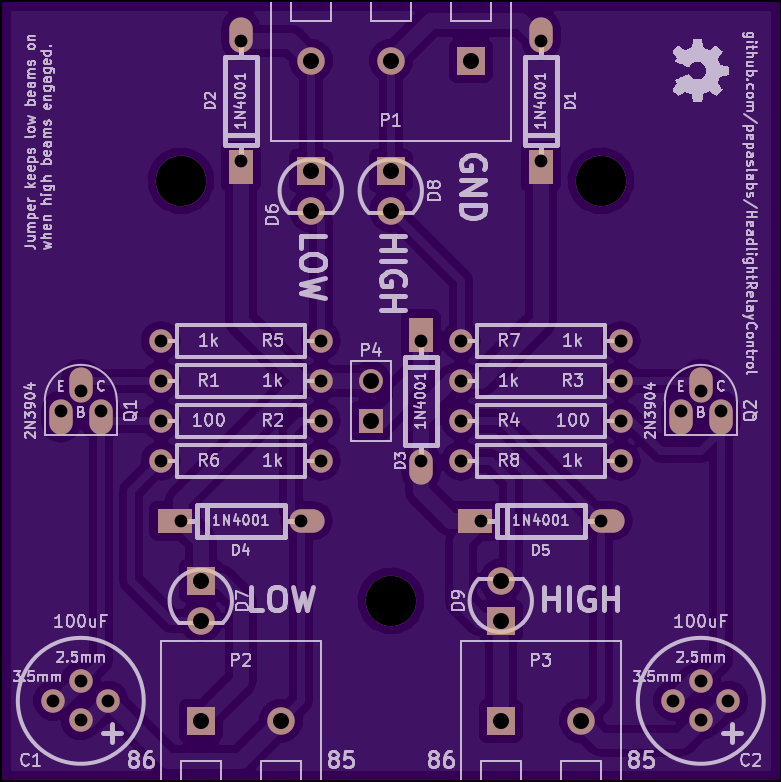 Jumper keeps low beams on
when high beams engaged.
D2
1N4001
P1
1N4001
D1
github.com/pepaslabs/HeadlightRelayControl
D6
D8
GND
LOW
HIGH
1k R5
R1 1k
100 R2
R6 1k
P4
1N4001
D3
R7 1k
1k R3
R4 100
R8 1k
2N3904
E C
B
Q1
2N3904
E C
B
Q2
1N4001
D4
1N4001
D5
D7
LOW
D9
HIGH
100uF
2.5mm
3.5mm
+
C1
P2
86
85
P3
86
85
100uF
2.5mm
3.5mm
+
C2